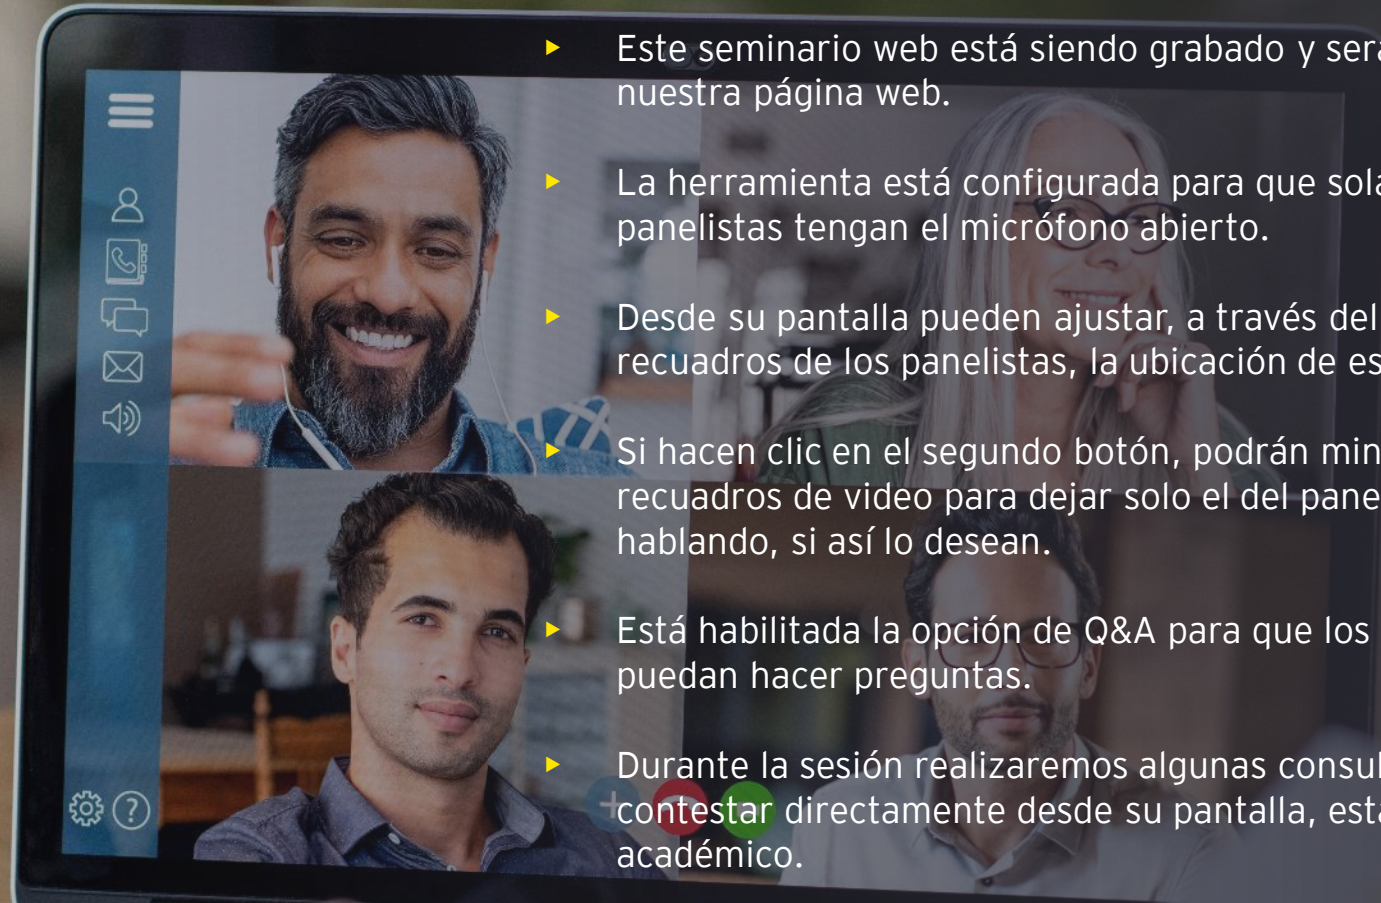 Este seminario web está siendo grabado y será
nuestra página web.
La herramienta está configurada para que sola
panelistas tengan el micrófono abierto.
Desde su pantalla pueden ajustar, a través del
recuadros de los panelistas, la ubicación de es
Si hacen clic en el segundo botón, podrán min
recuadros de video para dejar solo el del pane
hablando, si así lo desean.
Está habilitada la opción de Q&A para que los
puedan hacer preguntas.
Durante la sesión realizaremos algunas consul
contestar directamente desde su pantalla, está
académico.